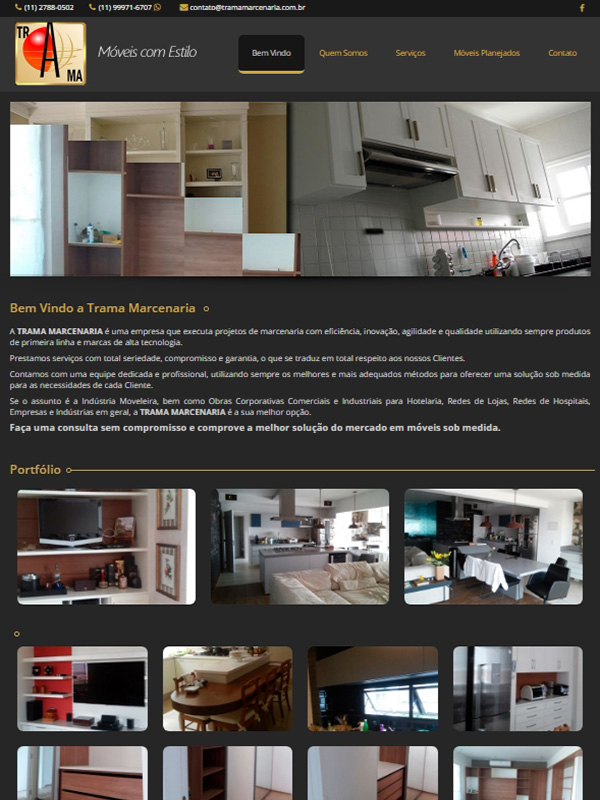 (11) 2788-0502 (11) 99971-6707 contato@tramamarcenaria.com.br
TR
A
MA
Móveis com Estilo
Bem Vindo Quem Somos Serviços Móveis Planejados Contato
Bem Vindo a Trama Marcenaria
A TRAMA MARCENARIA é uma empresa que executa projetos de marcenaria com eficiência, inovação, agilidade e qualidade utilizando sempre produtos
de primeira linha e marcas de alta tecnologia.
Prestamos serviços com total seriedade, compromisso e garantia, o que se traduz em total respeito aos nossos Clientes.
Contamos com uma equipe dedicada e profissional, utilizando sempre os melhores e mais adequados métodos para oferecer uma solução sob medida
para as necessidades de cada Cliente.
Se o assunto é a Indústria Moveleira, bem como Obras Corporativas Comerciais e Industriais para Hotelaria, Redes de Lojas, Redes de Hospitais,
Empresas e Indústrias em geral, a TRAMA MARCENARIA é a sua melhor opção.
Faça uma consulta sem compromisso e comprove a melhor solução do mercado em móveis sob medida.
Portfólio